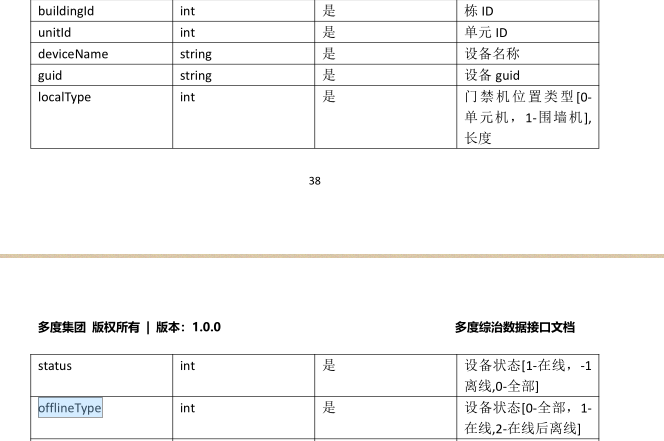 buildingId int 是 栋 ID
unitId int 是 单元 ID
deviceName string 是 设备名称
guid string 是 设备 guid
localType int 是 门禁机位置类型[0-
单元机，1-围墙机],
长度
38
多度集团 版权所有 | 版本：1.0.0 多度综治数据接口文档
status int 是 设备状态[1-在线，-1
离线,0-全部]
offlineType int 是 设备状态[0-全部，1-
在线,2-在线后离线]